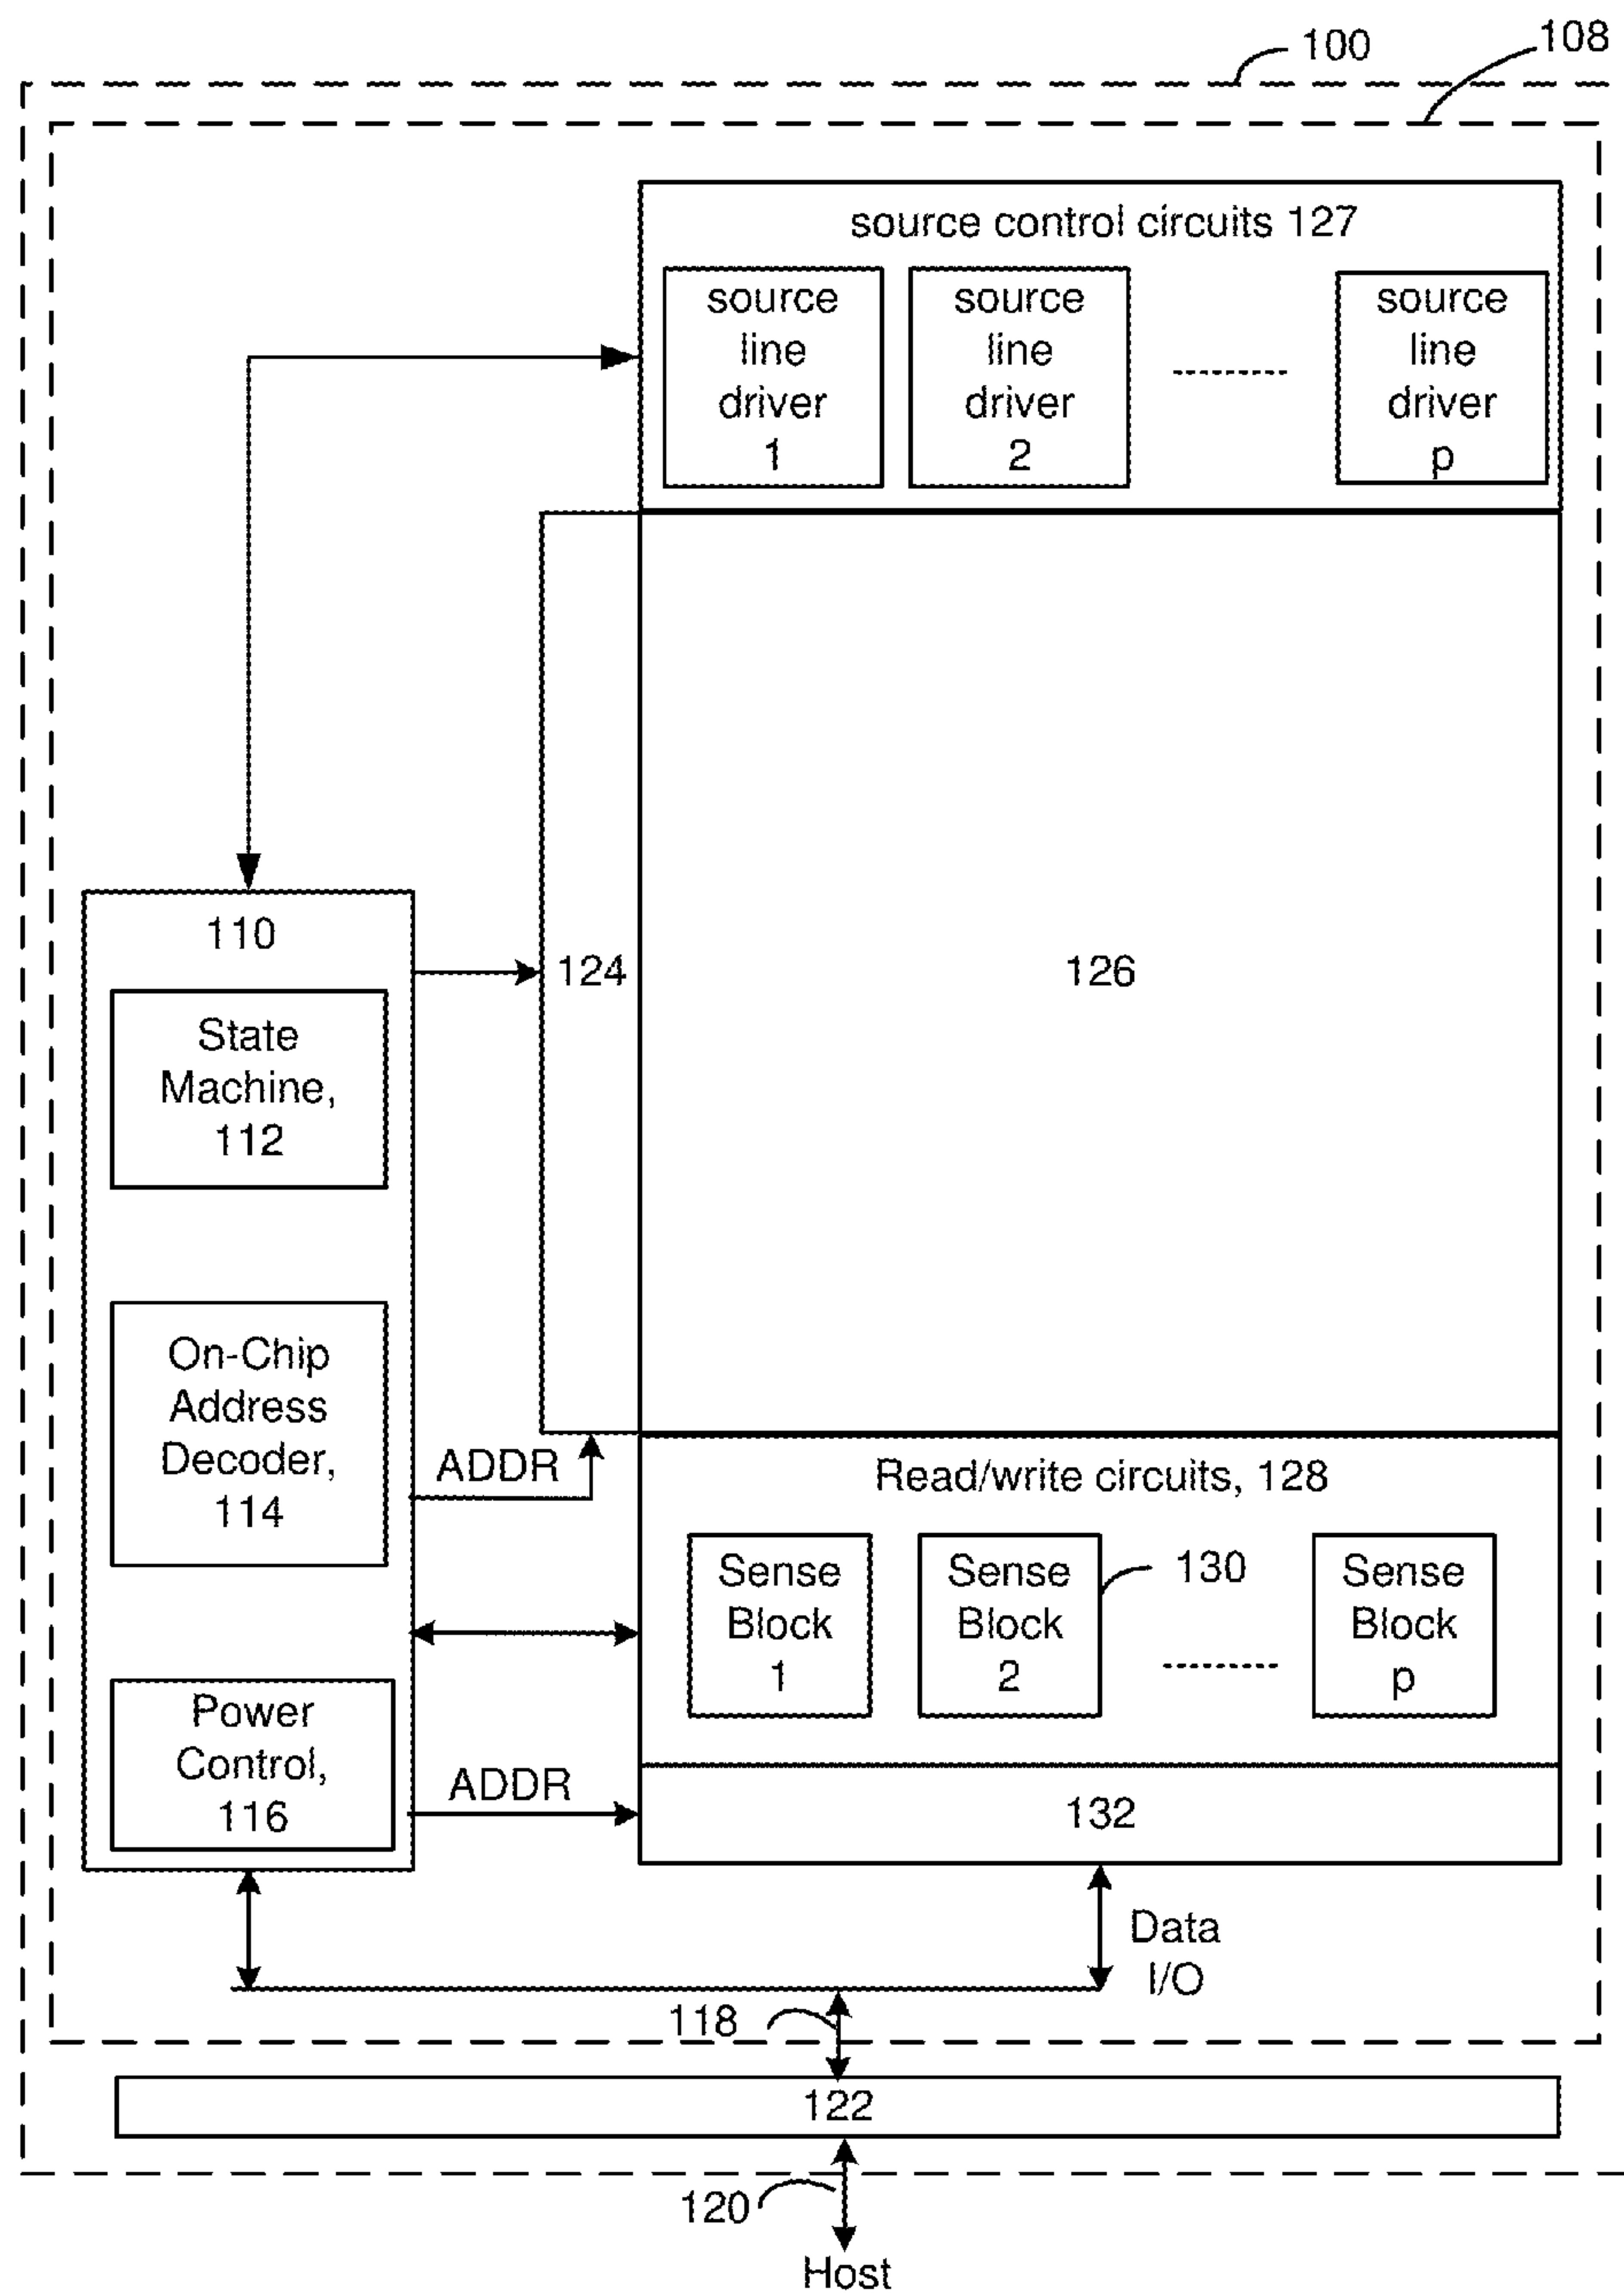 100
108
source control circuits 127
source
line
driver
1
source
line
driver
2
source
line
driver
p
110
State
Machine,
112
On-Chip
Address
Decoder,
114
Power
Control,
116
124
126
ADDR
Read/write circuits, 128
Sense
Block
1
Sense
Block
2
130
Sense
Block
p
ADDR
132
Data
I/O
118
122
120
Host